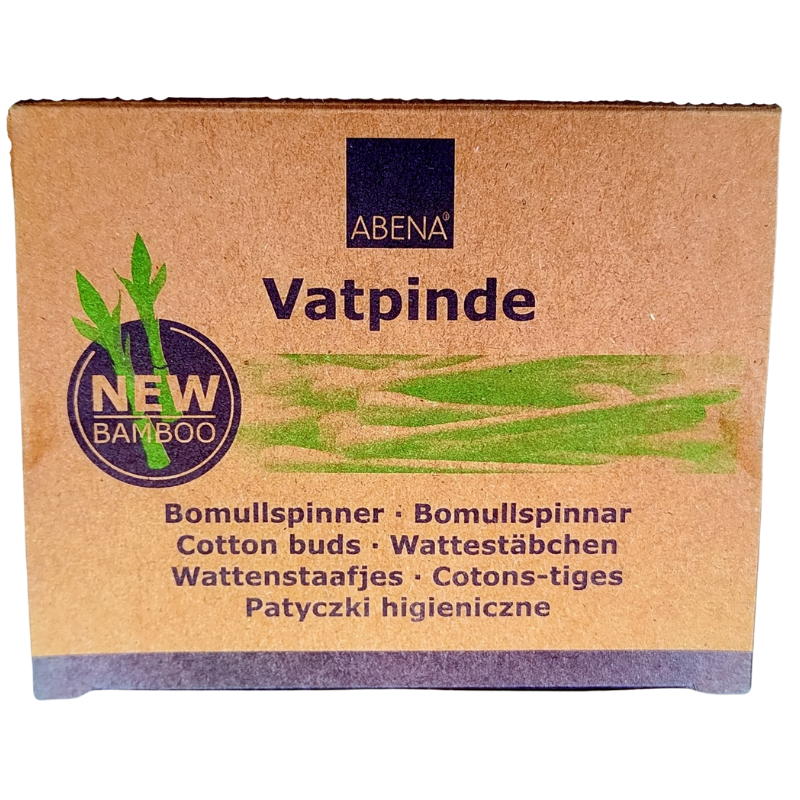 ABENA®
Vatpinde
NEW
BAMBOO
Bomullspinner · Bomullspinnar
Cotton buds · Wattestäbchen
Wattenstaafjes · Cotons-tiges
Patyczki higieniczne